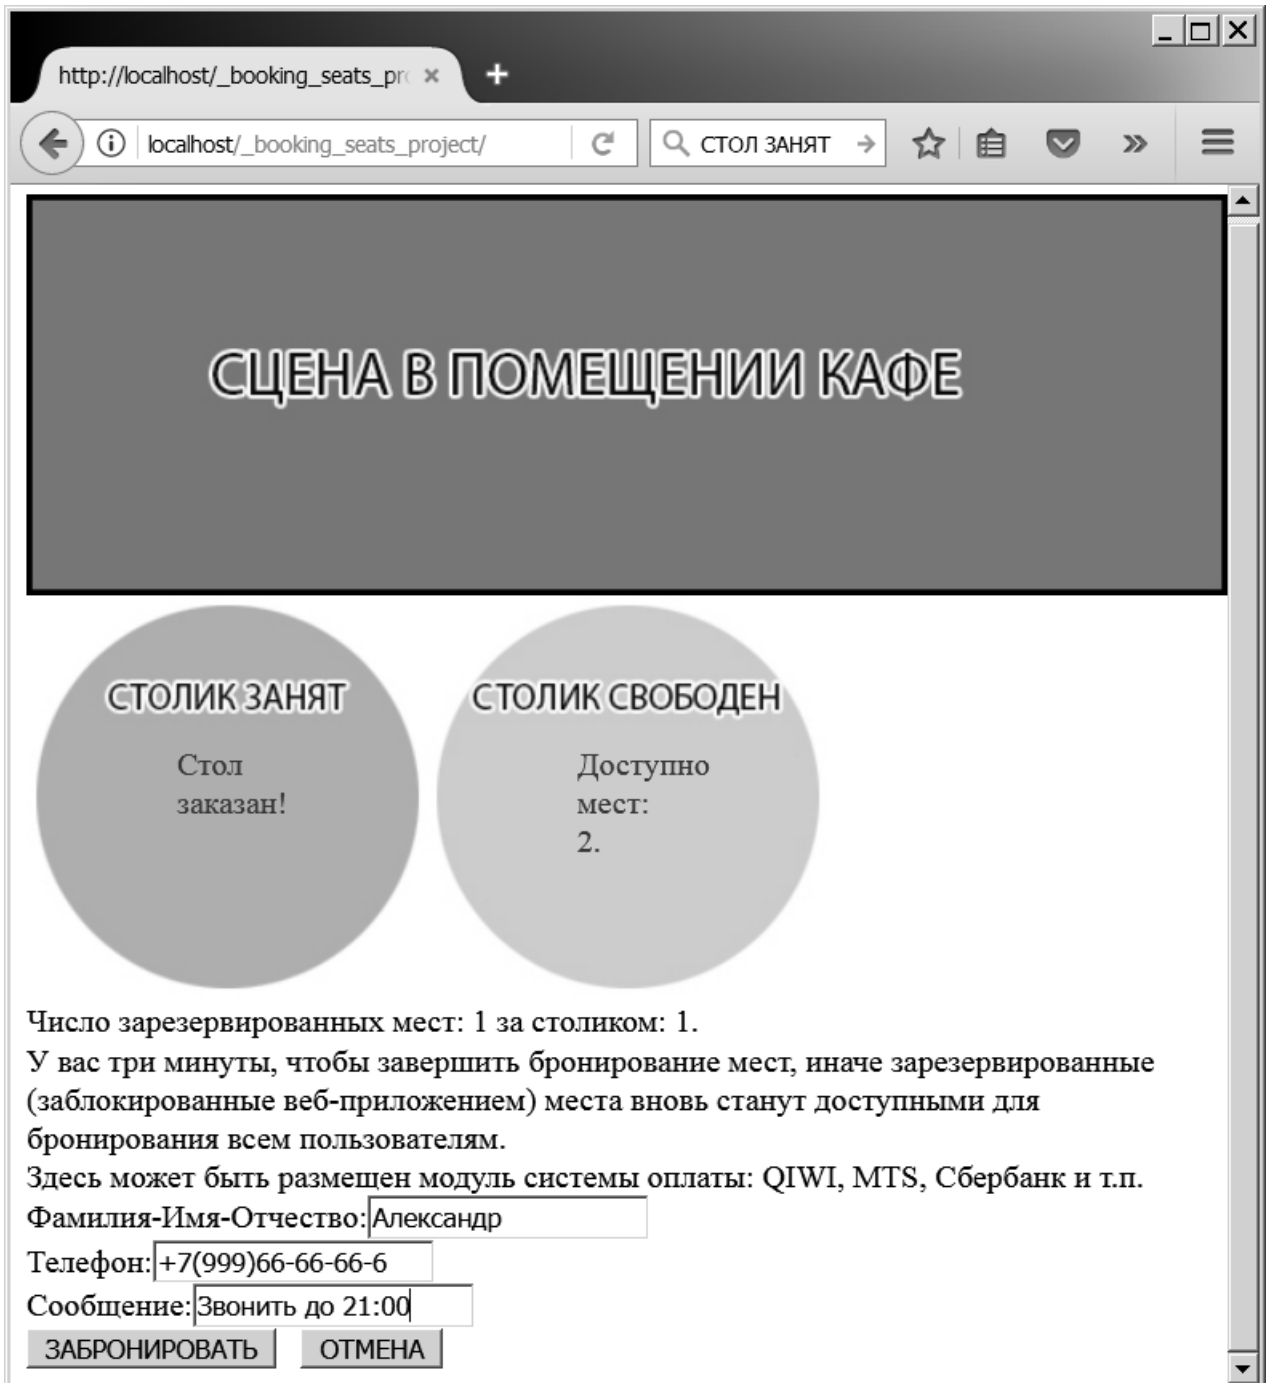 http://localhost/_booking_seats_pro
localhost/_booking_seats_project/
СТОЛ ЗАНЯТ
СЦЕНА В ПОМЕЩЕНИИ КАФЕ
СТОЛИК ЗАНЯТ
Стол
заказан!
СТОЛИК СВОБОДЕН
Доступно
мест:
2.
Число зарезервированных мест: 1 за столиком: 1.
У вас три минуты, чтобы завершить бронирование мест, иначе зарезервированные
(заблокированные веб-приложением) места вновь станут доступными для
бронирования всем пользователям.
Здесь может быть размещен модуль системы оплаты: QIWI, MTS, Сбербанк и т.п.
Фамилия-Имя-Отчество: Александр
Телефон: +7(999)66-66-66-6
Сообщение: Звонить до 21:00
ЗАБРОНИРОВАТЬ ОТМЕНА